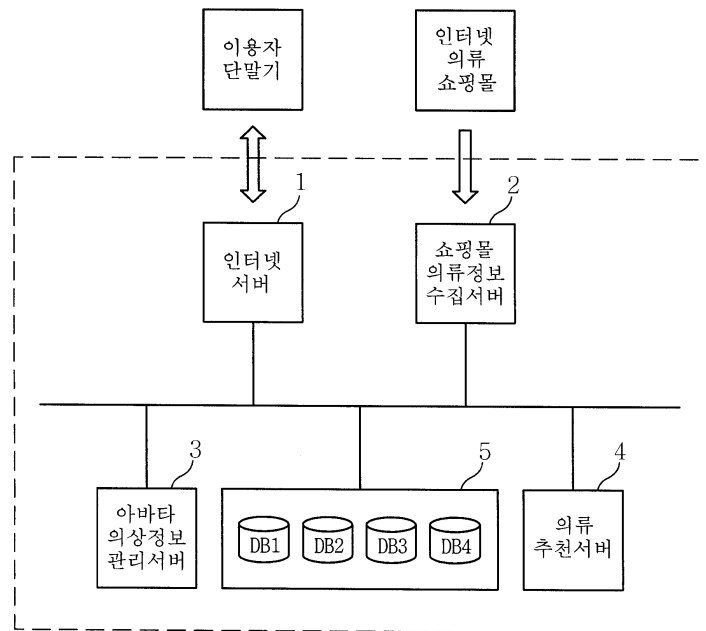 이용자
단말기
인터넷
의류
쇼핑몰
1
인터넷
서버
2
쇼핑몰
의류정보
수집서버
3
아바타
의상정보
관리서버
5
DB1 DB2 DB3 DB4
4
의류
추천서버